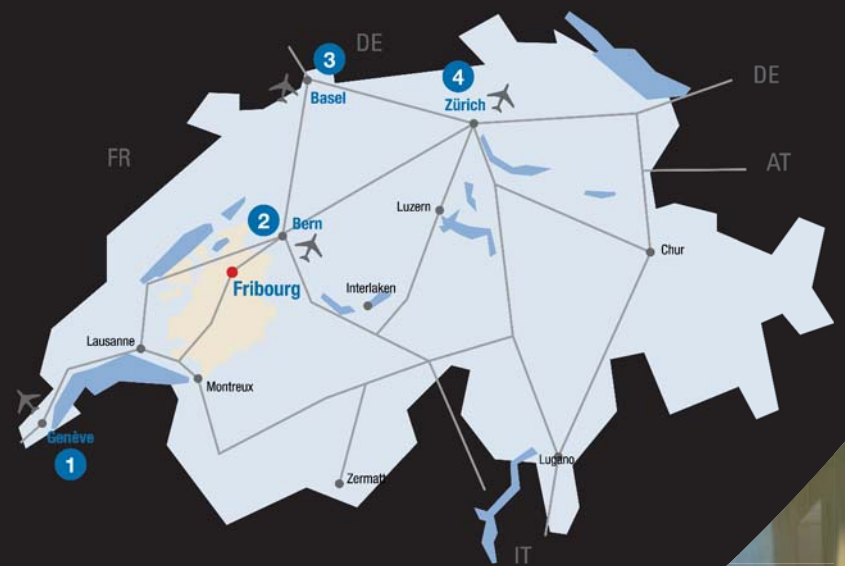 DE
3
Basel
4
Zürich
DE
FR
AT
Luzern
2
Bern
Chur
Fribourg
Interlaken
Lausanne
Montreux
Genève
1
Zermatt
Lugano
IT